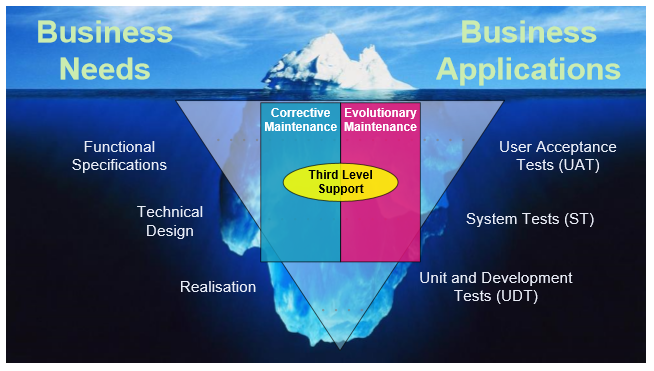 Business
Needs
Business
Applications
Corrective
Maintenance
Evolutionary
Maintenance
Third Level
Support
Functional
Specifications
User Acceptance
Tests (UAT)
Technical
Design
System Tests (ST)
Realisation
Unit and Development
Tests (UDT)